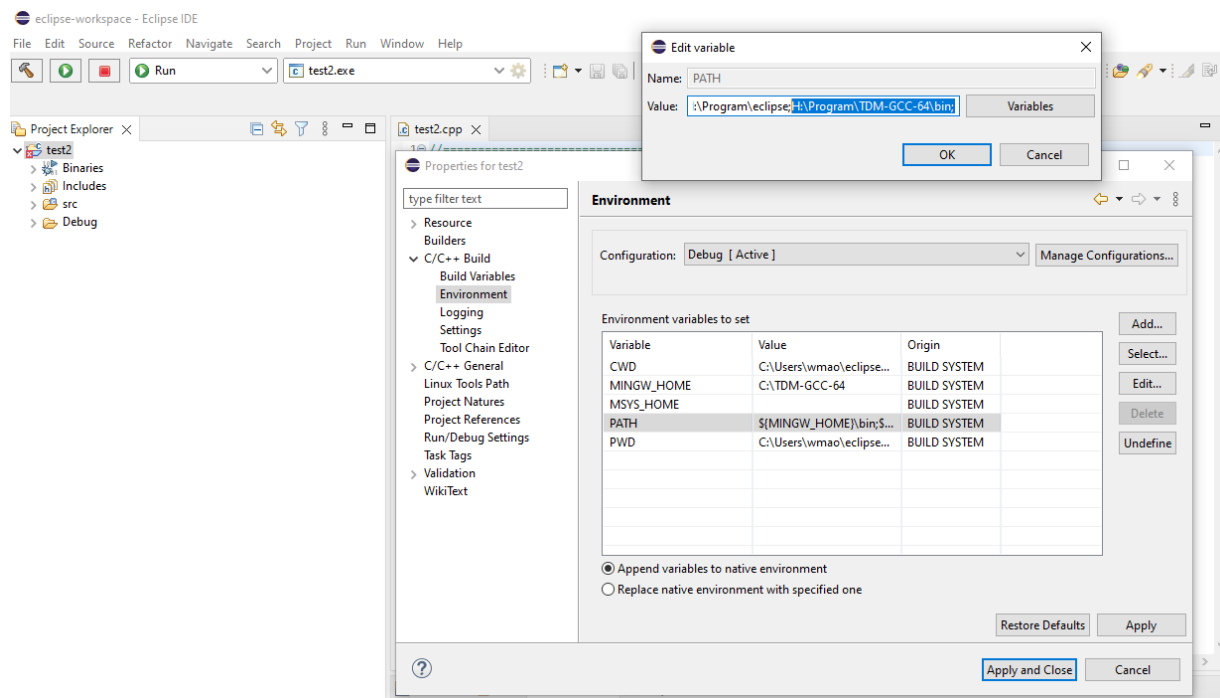 eclipse-workspace - Eclipse IDE
File Edit Source Refactor Navigate Search Project Run Window Help
Run
test2.exe
Edit variable
Name: PATH
Value: :\Program\eclipse;H:\Program\TDM-GCC-64\bin;
Variables
OK Cancel
Project Explorer
test2.cpp
test2
Binaries
Includes
src
Debug
Properties for test2
type filter text
Resource
Builders
C/C++ Build
Build Variables
Environment
Logging
Settings
Tool Chain Editor
C/C++ General
Linux Tools Path
Project Natures
Project References
Run/Debug Settings
Task Tags
Validation
WikiText
Environment
Configuration: Debug [ Active ] Manage Configurations...
Environment variables to set
Variable Value Origin
CWD C:\Users\wmao\eclipse... BUILD SYSTEM
MINGW_HOME C:\TDM-GCC-64 BUILD SYSTEM
MSYS_HOME BUILD SYSTEM
PATH ${MINGW_HOME}\bin;$... BUILD SYSTEM
PWD C:\Users\wmao\eclipse... BUILD SYSTEM
Add...
Select...
Edit...
Delete
Undefine
Append variables to native environment
Replace native environment with specified one
Restore Defaults Apply
Apply and Close Cancel